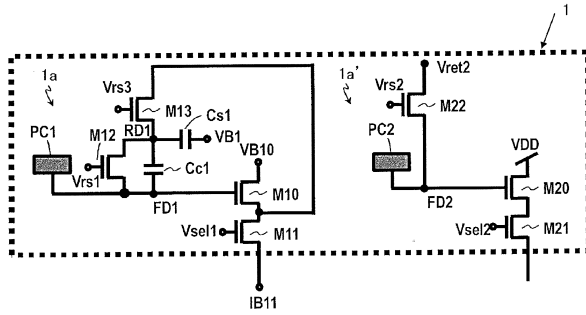 1
1a
1a'
Vrs3
M13
Cs1
RD1
VB1
PC1
M12
Vrs1
Cc1
VB10
FD1
M10
Vsel1
M11
IB11
Vret2
Vrs2
M22
PC2
VDD
FD2
M20
Vsel2
M21